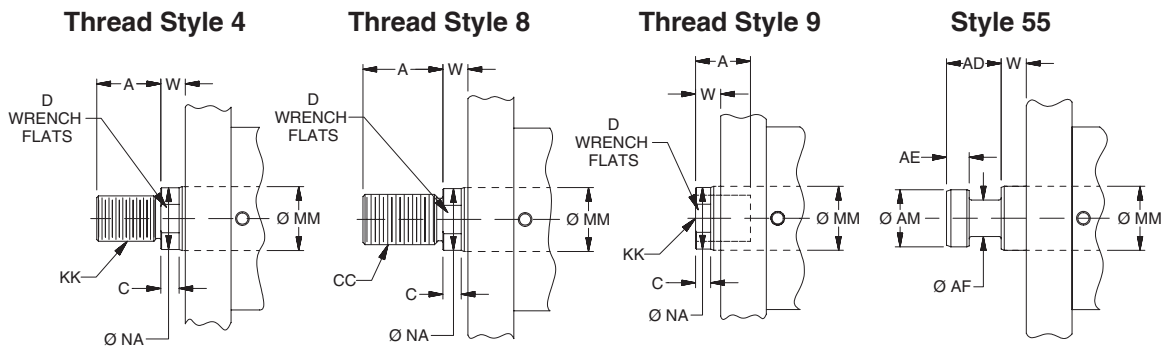 Thread Style 4
A
W
D
WRENCH
FLATS
Ø MM
KK
C
Ø NA
Thread Style 8
A
W
D
WRENCH
FLATS
Ø MM
CC
C
Ø NA
Thread Style 9
A
W
D
WRENCH
FLATS
Ø MM
KK
C
Ø NA
Style 55
AD
W
AE
Ø AM
Ø MM
Ø AF